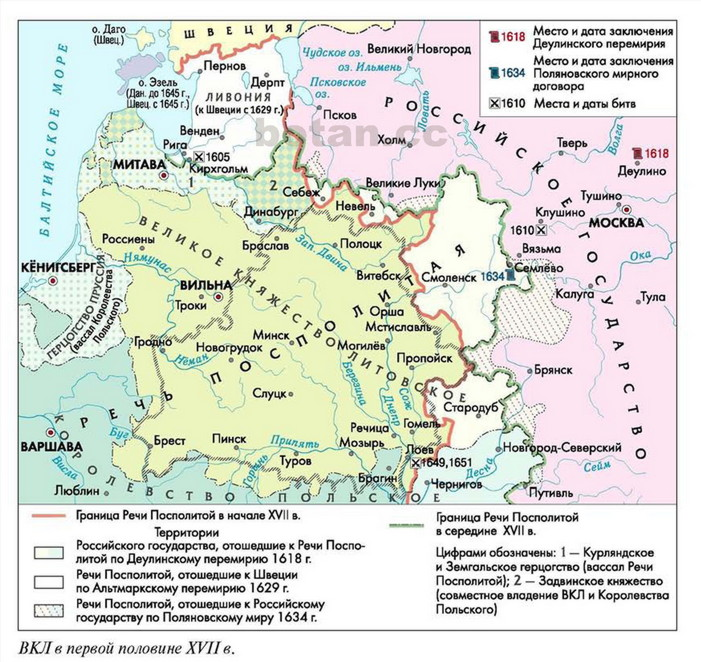 о. Даго
(Швец.)
ШВЕЦИЯ
БАЛТИЙСКОЕ МОРЕ
о. Эзель
(Дан. до 1645 г.,
Швец. с 1645 г.)
Пернов
Дерпт
ЛИВОНИЯ
(к Швеции с 1629 г.)
Чудское оз.
Великий Новгород
оз. Ильмень
Псковское
оз.
Псков
botan.cc
Холм
Ловать
РОССИЙСКОЕ ГОСУДАРСТВО
Тверь
Волга
1618
Деулино
1618
Место и дата заключения
Деулинского перемирия
1634
Место и дата заключения
Поляновского мирного
договора
1610
Места и даты битв
Венден
Рига
1605
Кирхгольм
МИТАВА
1
2
Динабург
Себеж
Невель
Великие Луки
Тушино
МОСКВА
Клушино
1610
Вязьма
Семлёво
1634
Смоленск
Ока
Калуга
Тула
ВЕЛИКОЕ КНЯЖЕСТВО ЛИТОВСКОЕ
РЕЧЬ ПОСПОЛИТАЯ
Россиены
Нямунас
Браслав
Зап. Двина
Полоцк
Витебск
КЁНИГСБЕРГ
ГЕРЦОГСТВО ПРУССИЯ
(вассал Королевства
Польского)
ВИЛЬНА
Троки
Орша
Мстиславль
Гродно
Минск
Могилёв
Новогрудок
Неман
Пропойск
Слуцк
Березина
Днепр
Сож
Брянск
Стародуб
ВАРШАВА
Висла
Буг
Брест
Пинск
Припять
Горынь
Туров
Речица
Мозырь
Гомель
Лоев
1649, 1651
Брагин
Чернигов
Десна
Новгород-Северский
Сейм
Путивль
Люблин
КОРОЛЕВСТВО ПОЛЬСКОЕ
Граница Речи Посполитой в начале XVII в.
Территории
Российского государства, отошедшие к Речи Поспо-
литой по Деулинскому перемирию 1618 г.
Речи Посполитой, отошедшие к Швеции
по Альтмаркскому перемирию 1629 г.
Речи Посполитой, отошедшие к Российскому
государству по Поляновскому миру 1634 г.
Граница Речи Посполитой
в середине XVII в.
Цифрами обозначены: 1 — Курляндское
и Земгальское герцогство (вассал Речи
Посполитой); 2 — Задвинское княжество
(совместное владение ВКЛ и Королевства
Польского)
ВКЛ в первой половине XVII в.